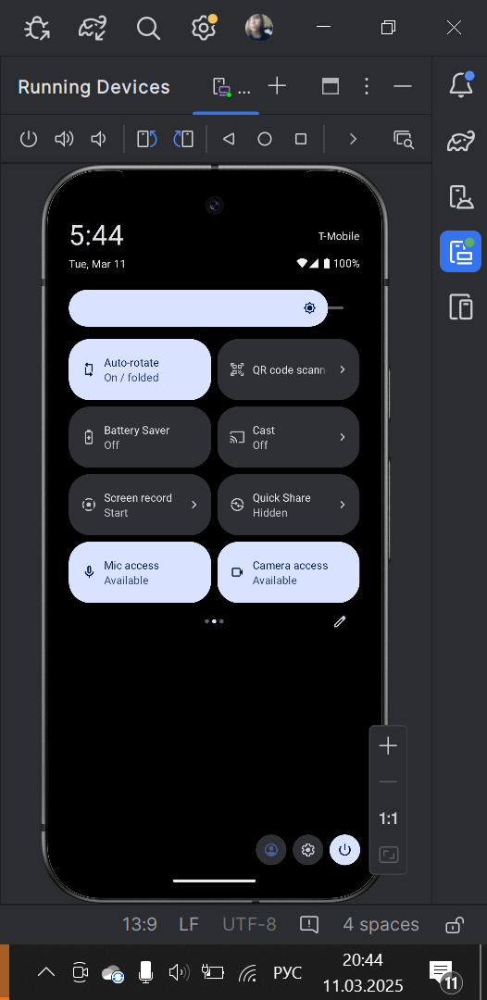 Running Devices
...
5:44
T-Mobile
Tue, Mar 11
100%
Auto-rotate
On / folded
QR code scann
Battery Saver
Off
Cast
Off
Screen record
Start
Quick Share
Hidden
Mic access
Available
Camera access
Available
1:1
13:9 LF UTF-8 4 spaces
РУС
20:44
11.03.2025
11